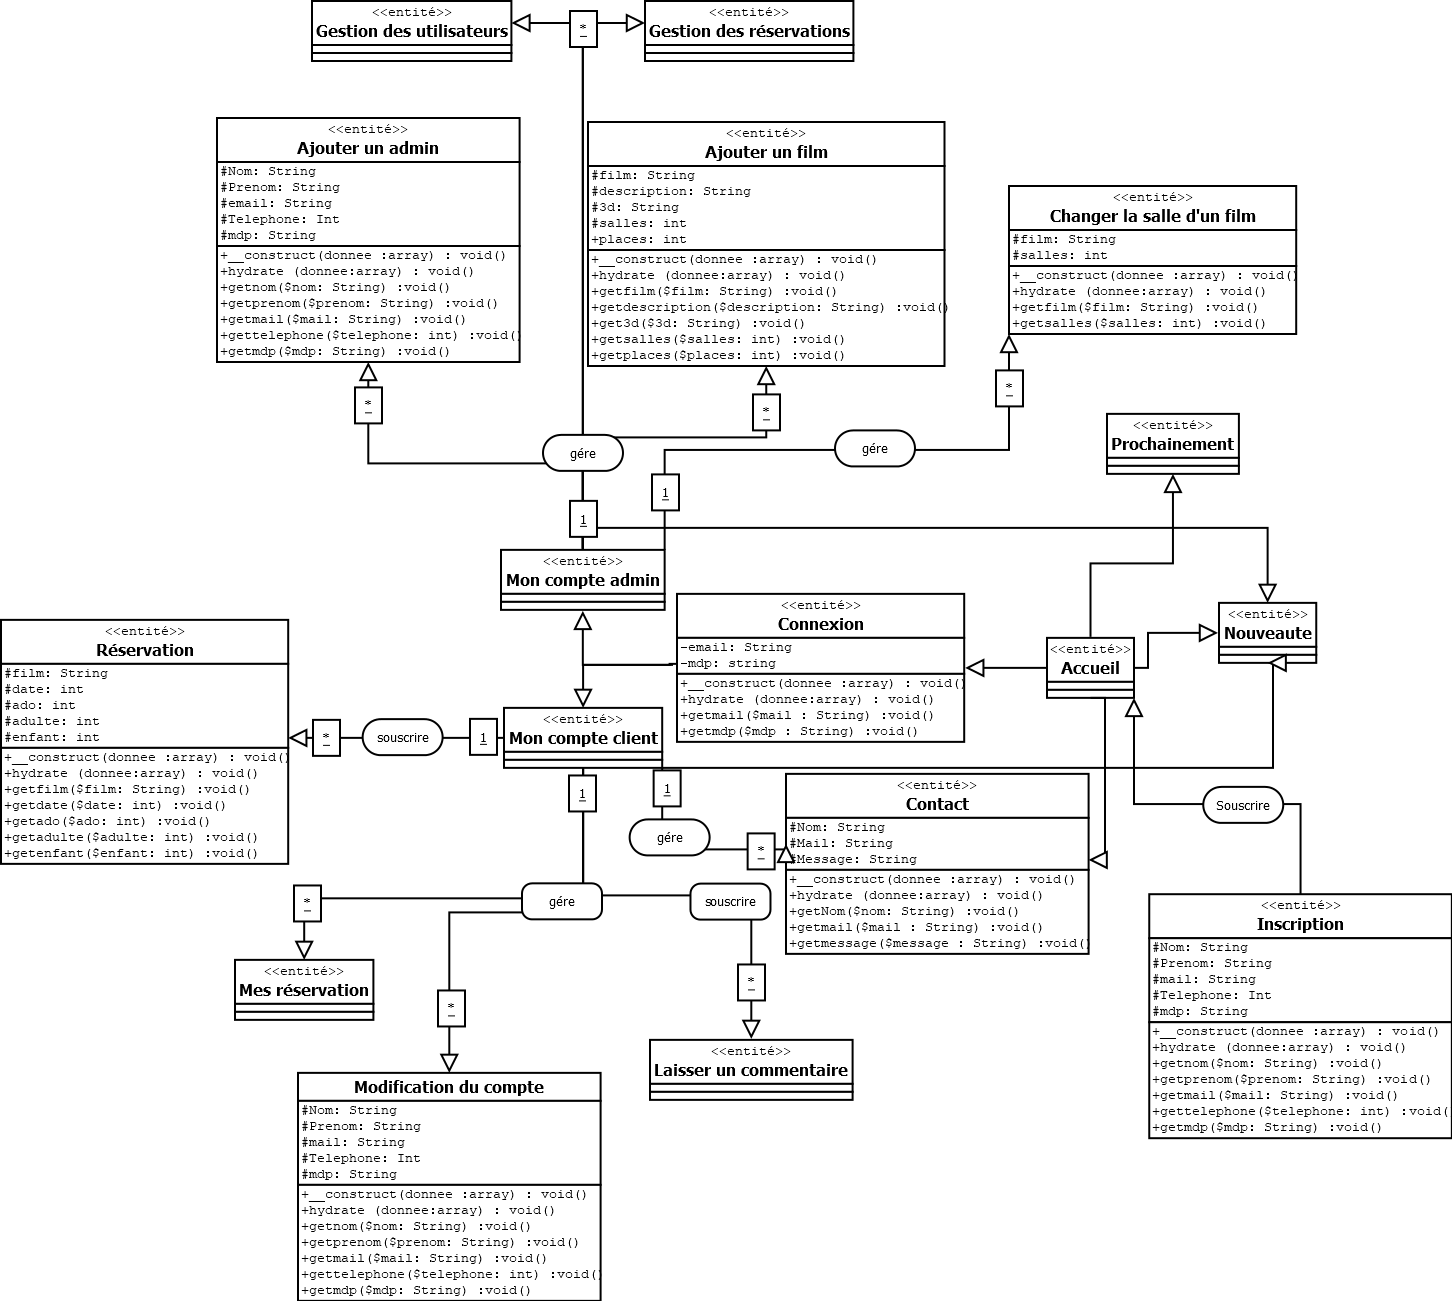 <<entité>>
Gestion des utilisateurs
*
<<entité>>
Gestion des réservations
<<entité>>
Ajouter un admin
#Nom: String
#Prenom: String
#email: String
#Telephone: Int
#mdp: String
+__construct(donnee :array) : void()
+hydrate (donnee:array) : void()
+getnom($nom: String) :void()
+getprenom($prenom: String) :void()
+getmail($mail: String) :void()
+gettelephone($telephone: int) :void()
+getmdp($mdp: String) :void()
<<entité>>
Ajouter un film
#film: String
#description: String
#3d: String
#salles: int
+places: int
+__construct(donnee :array) : void()
+hydrate (donnee:array) : void()
+getfilm($film: String) :void()
+getdescription($description: String) :void()
+get3d($3d: String) :void()
+getsalles($salles: int) :void()
+getplaces($places: int) :void()
<<entité>>
Changer la salle d'un film
#film: String
#salles: int
+__construct(donnee :array) : void()
+hydrate (donnee:array) : void()
+getfilm($film: String) :void()
+getsalles($salles: int) :void()
*
*
*
gére
gére
<<entité>>
Prochainement
1
1
<<entité>>
Mon compte admin
<<entité>>
Connexion
-email: String
-mdp: string
+__construct(donnee :array) : void()
+hydrate (donnee:array) : void()
+getmail($mail : String) :void()
+getmdp($mdp : String) :void()
<<entité>>
Accueil
<<entité>>
Nouveaute
<<entité>>
Réservation
#film: String
#date: int
#ado: int
#adulte: int
#enfant: int
+__construct(donnee :array) : void()
+hydrate (donnee:array) : void()
+getfilm($film: String) :void()
+getdate($date: int) :void()
+getado($ado: int) :void()
+getadulte($adulte: int) :void()
+getenfant($enfant: int) :void()
*
souscrire
1
<<entité>>
Mon compte client
1
1
gére
*
<<entité>>
Contact
#Nom: String
#Mail: String
#Message: String
+__construct(donnee :array) : void()
+hydrate (donnee:array) : void()
+getNom($nom: String) :void()
+getmail($mail : String) :void()
+getmessage($message : String) :void()
Souscrire
*
gére
souscrire
<<entité>>
Inscription
#Nom: String
#Prenom: String
#mail: String
#Telephone: Int
#mdp: String
+__construct(donnee :array) : void()
+hydrate (donnee:array) : void()
+getnom($nom: String) :void()
+getprenom($prenom: String) :void()
+getmail($mail: String) :void()
+gettelephone($telephone: int) :void(
+getmdp($mdp: String) :void()
<<entité>>
Mes réservation
*
*
<<entité>>
Laisser un commentaire
Modification du compte
#Nom: String
#Prenom: String
#mail: String
#Telephone: Int
#mdp: String
+__construct(donnee :array) : void()
+hydrate (donnee:array) : void()
+getnom($nom: String) :void()
+getprenom($prenom: String) :void()
+getmail($mail: String) :void()
+gettelephone($telephone: int) :void()
+getmdp($mdp: String) :void()